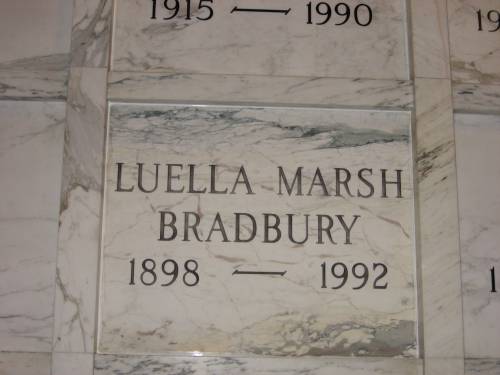 1915 — 1990
LUELLA MARSH
BRADBURY
1898 — 1992